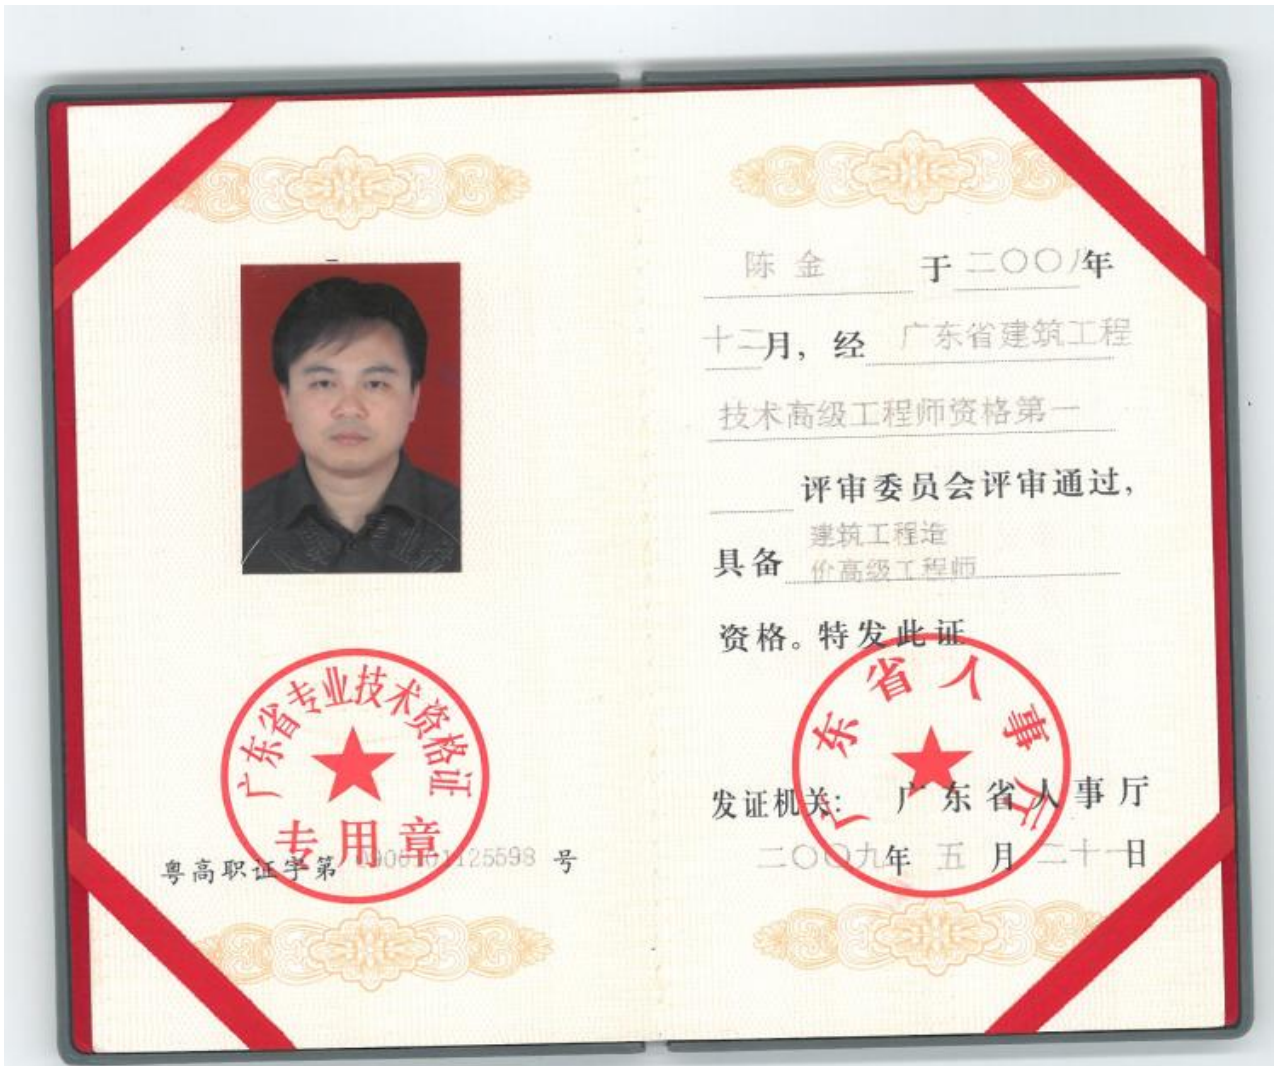 广东省专业技术资格证
专用章
粤高职证字第 0900101125598 号
陈金 于 二〇〇八年
十二月，经 广东省建筑工程
技术高级工程师资格第一
评审委员会评审通过，
具备 建筑工程造
价高级工程师
资格。特发此证
广东省人事厅
发证机关： 广东省人事厅
二〇〇九年 五 月 二十一日